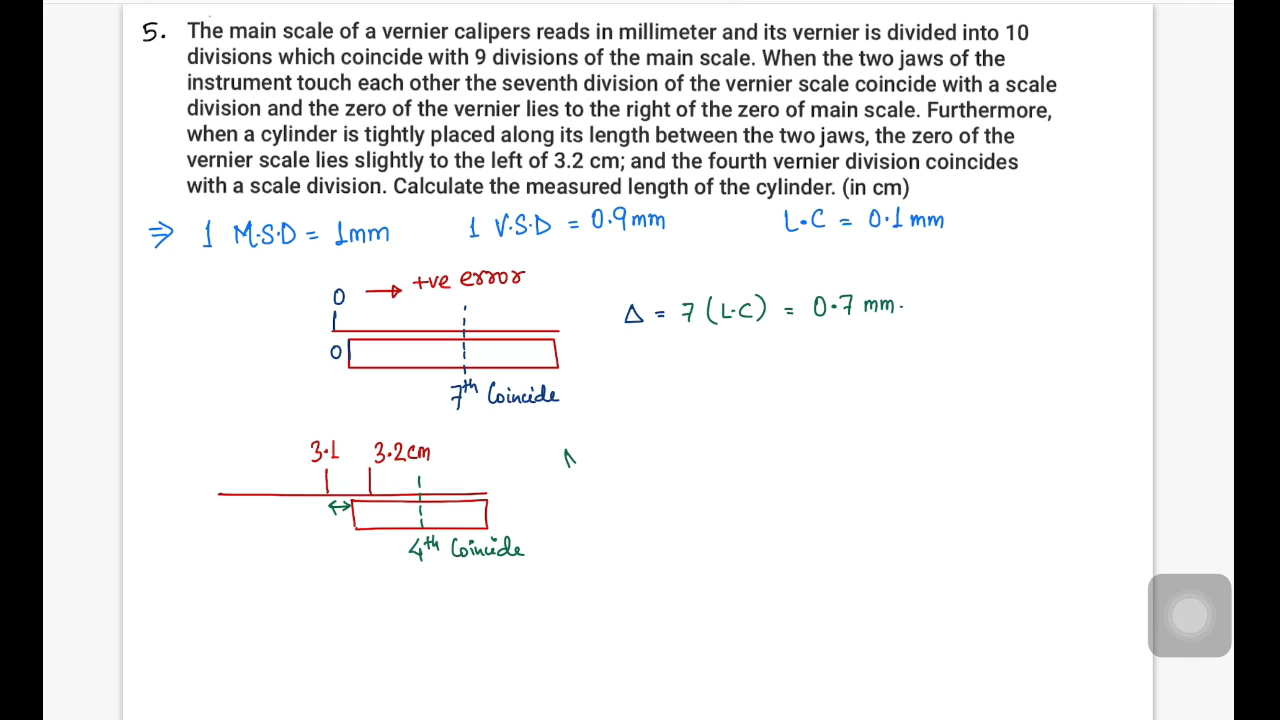 5. The main scale of a vernier calipers reads in millimeter and its vernier is divided into 10
divisions which coincide with 9 divisions of the main scale. When the two jaws of the
instrument touch each other the seventh division of the vernier scale coincide with a scale
division and the zero of the vernier lies to the right of the zero of main scale. Furthermore,
when a cylinder is tightly placed along its length between the two jaws, the zero of the
vernier scale lies slightly to the left of 3.2 cm; and the fourth vernier division coincides
with a scale division. Calculate the measured length of the cylinder. (in cm)
⇒ 1 M.S.D = 1mm 1 V.S.D = 0.9mm L.C = 0.1mm
0 → +ve error
Δ = 7 (L.C) = 0.7 mm.
0
7th Coincide
3.1 3.2cm
4th Coincide